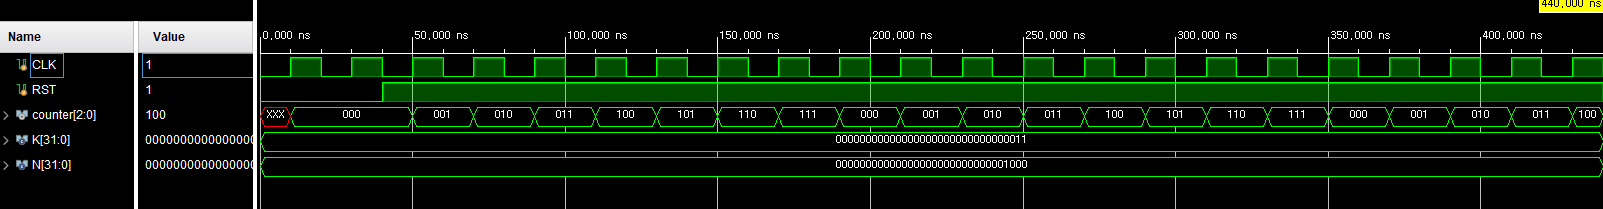 440,000 ns
Name Value 0,000 ns 50,000 ns 100,000 ns 150,000 ns 200,000 ns 250,000 ns 300,000 ns 350,000 ns 400,000 ns
CLK 1
RST 1
counter[2:0] 100 XXX 000 001 010 011 100 101 110 111 000 001 010 011 100 101 110 111 000 001 010 011 100
K[31:0] 0000000000000000 00000000000000000000000000000011
N[31:0] 0000000000000000 00000000000000000000000000001000